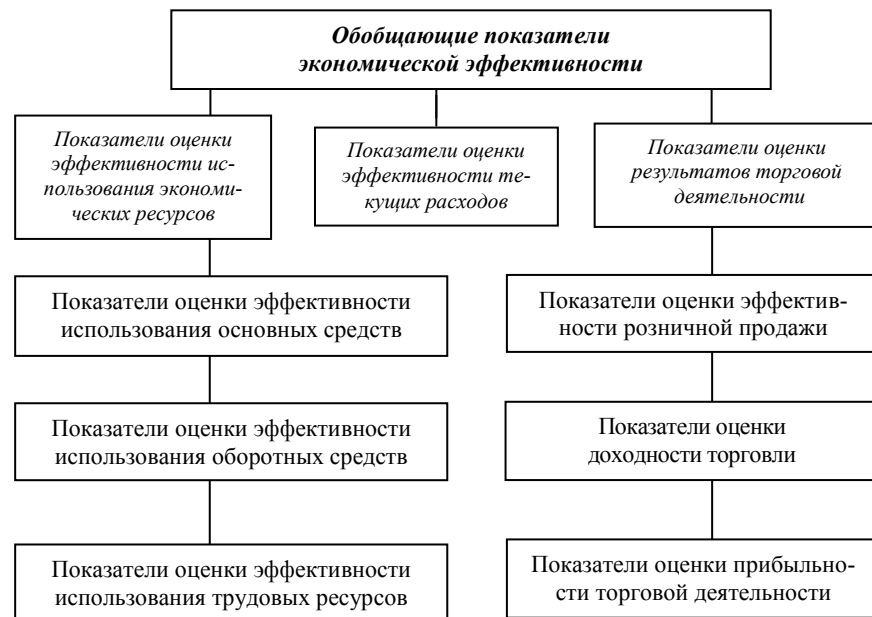 Обобщающие показатели
экономической эффективности
Показатели оценки
эффективности ис-
пользования экономи-
ческих ресурсов
Показатели оценки
эффективности те-
кущих расходов
Показатели оценки
результатов торговой
деятельности
Показатели оценки эффективности
использования основных средств
Показатели оценки эффектив-
ности розничной продажи
Показатели оценки эффективности
использования оборотных средств
Показатели оценки
доходности торговли
Показатели оценки эффективности
использования трудовых ресурсов
Показатели оценки прибыльно-
сти торговой деятельности